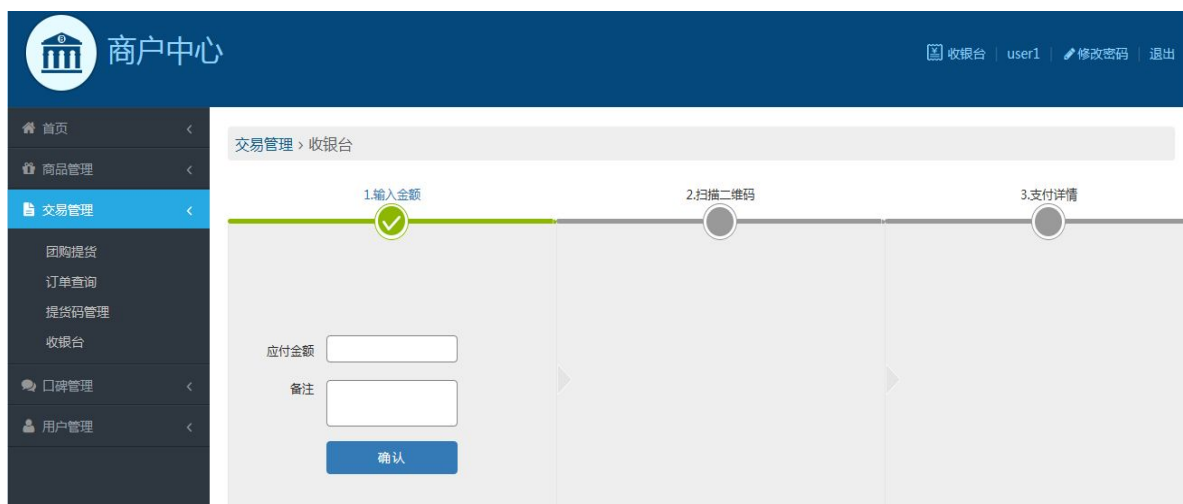 商户中心
收银台 | user1 | 修改密码 | 退出
首页
商品管理
交易管理
团购提货
订单查询
提货码管理
收银台
口碑管理
用户管理
交易管理 › 收银台
1.输入金额 2.扫描二维码 3.支付详情
应付金额
备注
确认